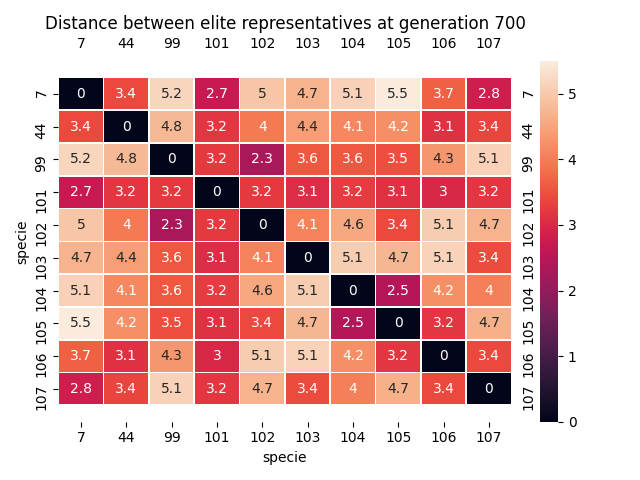 Distance between elite representatives at generation 700
7 44 99 101 102 103 104 105 106 107
7 0 3.4 5.2 2.7 5 4.7 5.1 5.5 3.7 2.8 7
44 3.4 0 4.8 3.2 4 4.4 4.1 4.2 3.1 3.4 44
99 5.2 4.8 0 3.2 2.3 3.6 3.6 3.5 4.3 5.1 99
101 2.7 3.2 3.2 0 3.2 3.1 3.2 3.1 3 3.2 101
102 5 4 2.3 3.2 0 4.1 4.6 3.4 5.1 4.7 102
103 4.7 4.4 3.6 3.1 4.1 0 5.1 4.7 5.1 3.4 103
104 5.1 4.1 3.6 3.2 4.6 5.1 0 2.5 4.2 4 104
105 5.5 4.2 3.5 3.1 3.4 4.7 2.5 0 3.2 4.7 105
106 3.7 3.1 4.3 3 5.1 5.1 4.2 3.2 0 3.4 106
107 2.8 3.4 5.1 3.2 4.7 3.4 4 4.7 3.4 0 107
7 44 99 101 102 103 104 105 106 107
specie
specie
5
4
3
2
1
0